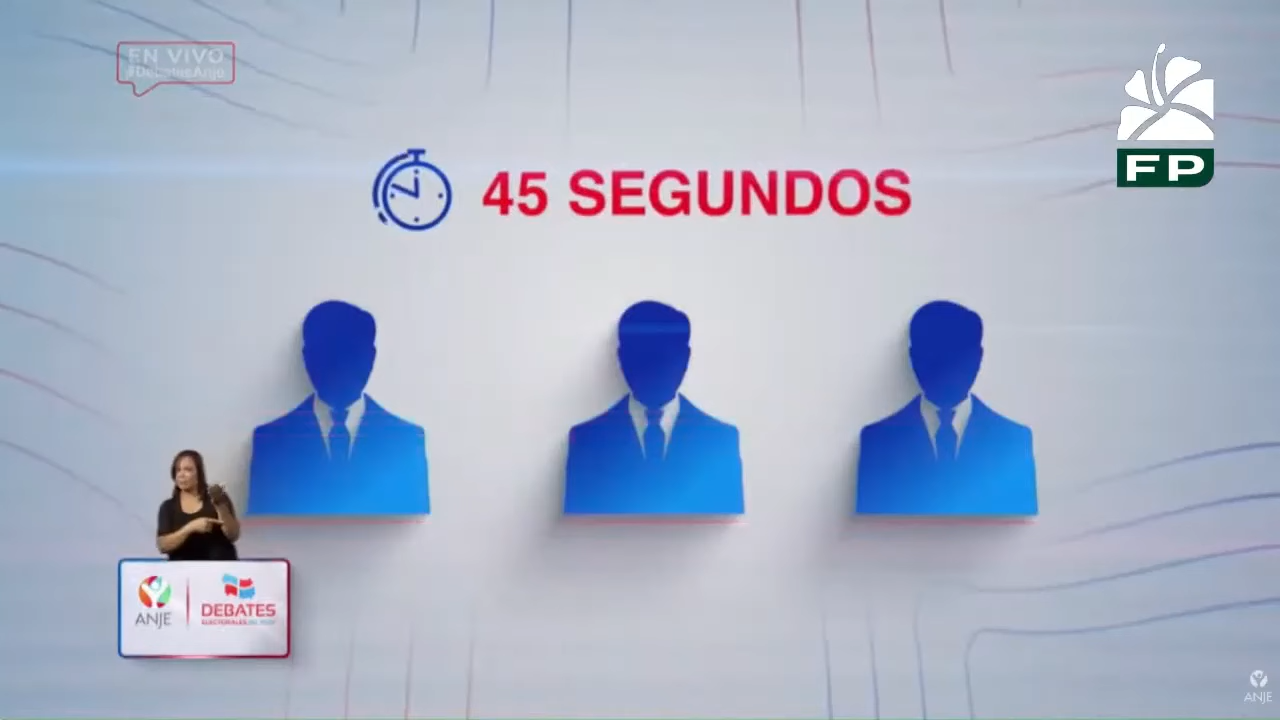 EN VIVO
#DebatesAnje
FP
45 SEGUNDOS
ANJE
DEBATES
ANJE